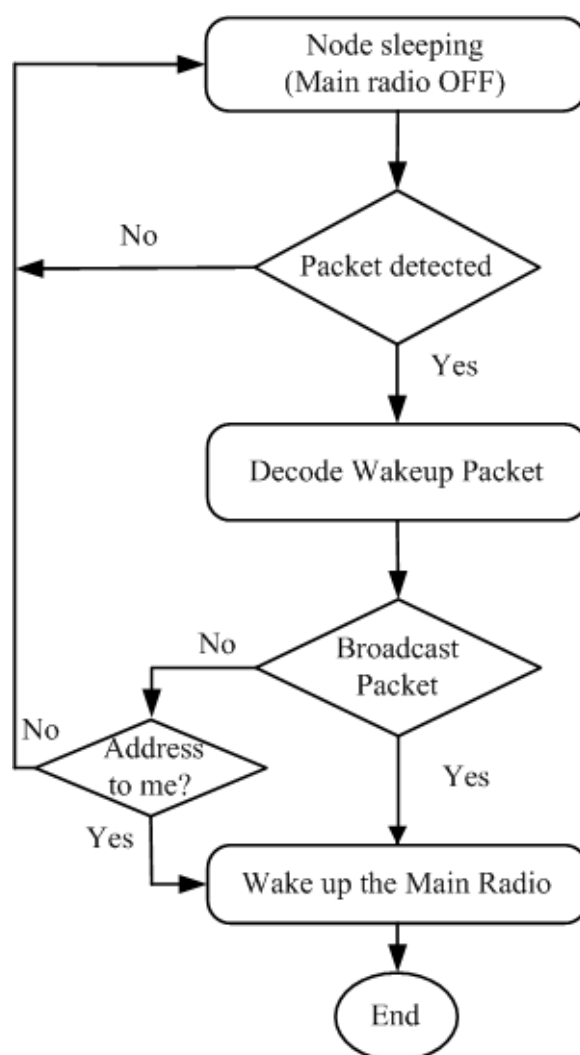 Node sleeping
(Main radio OFF)
No
Packet detected
Yes
Decode Wakeup Packet
No
Broadcast
Packet
No
Address
to me?
Yes
Yes
Wake up the Main Radio
End